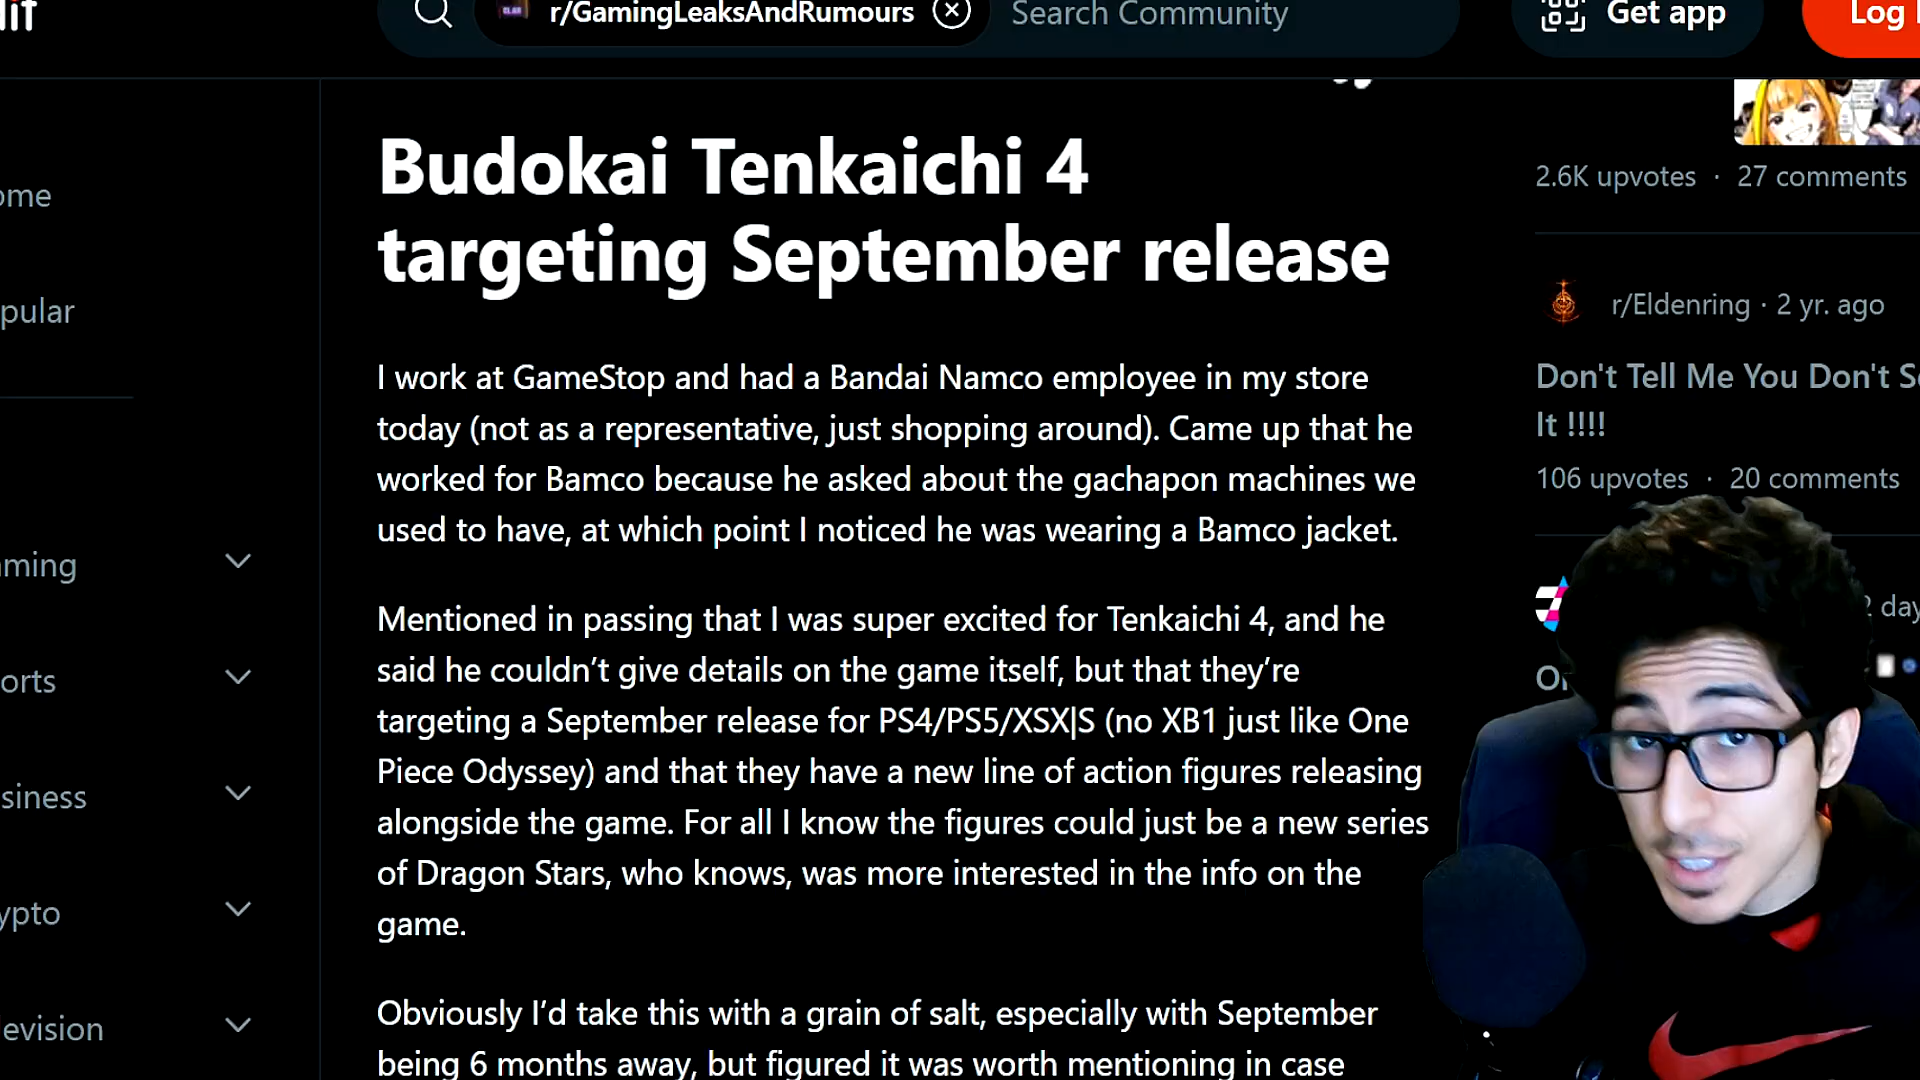 r/GamingLeaksAndRumours
Search Community
Get app
Log
ome
pular
ming
orts
siness
ypto
levision
Budokai Tenkaichi 4
targeting September release
I work at GameStop and had a Bandai Namco employee in my store
today (not as a representative, just shopping around). Came up that he
worked for Bamco because he asked about the gachapon machines we
used to have, at which point I noticed he was wearing a Bamco jacket.
Mentioned in passing that I was super excited for Tenkaichi 4, and he
said he couldn’t give details on the game itself, but that they’re
targeting a September release for PS4/PS5/XSX|S (no XB1 just like One
Piece Odyssey) and that they have a new line of action figures releasing
alongside the game. For all I know the figures could just be a new series
of Dragon Stars, who knows, was more interested in the info on the
game.
Obviously I’d take this with a grain of salt, especially with September
being 6 months away, but figured it was worth mentioning in case
2.6K upvotes · 27 comments
r/Eldenring · 2 yr. ago
Don't Tell Me You Don't S
It !!!!
106 upvotes · 20 comments
2 day